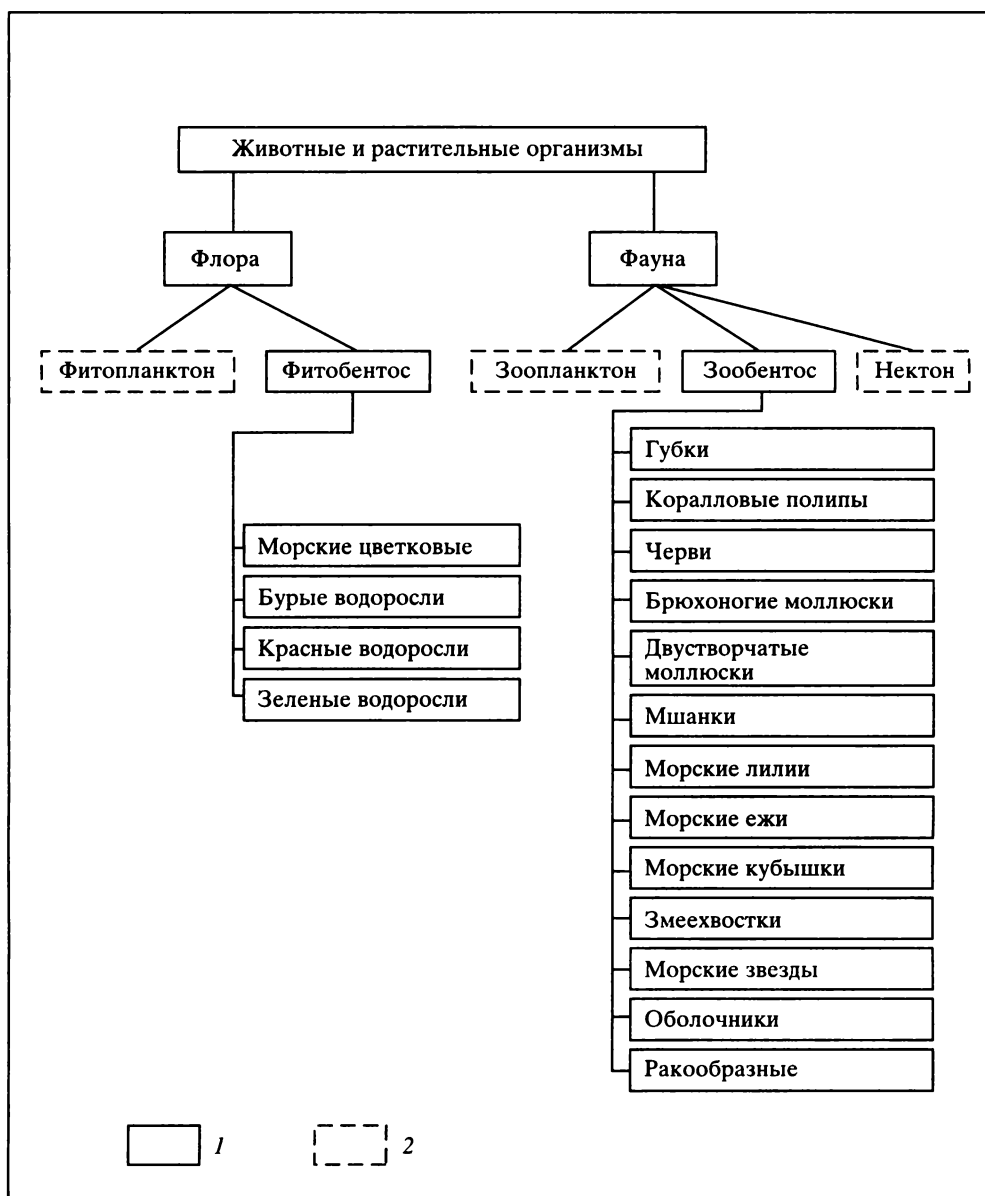 Животные и растительные организмы
Флора
Фауна
Фитопланктон
Фитобентос
Зоопланктон
Зообентос
Нектон
Морские цветковые
Бурые водоросли
Красные водоросли
Зеленые водоросли
Губки
Коралловые полипы
Черви
Брюхоногие моллюски
Двустворчатые
моллюски
Мшанки
Морские лилии
Морские ежи
Морские кубышки
Змеехвостки
Морские звезды
Оболочники
Ракообразные
1
2